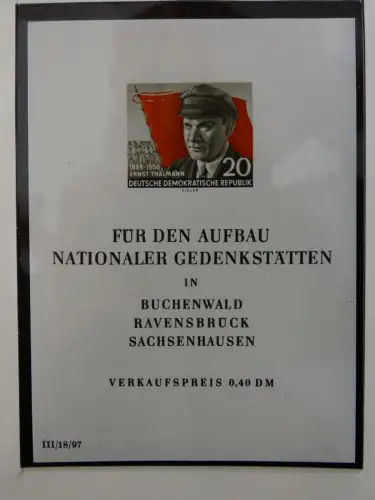 1886-1956
ERNST THÄLMANN
20
DEUTSCHE DEMOKRATISCHE REPUBLIK
EIGLER
FÜR DEN AUFBAU
NATIONALER GEDENKSTÄTTEN
IN
BUCHENWALD
RAVENSBRÜCK
SACHSENHAUSEN
VERKAUFSPREIS 0,40 DM
III/18/97